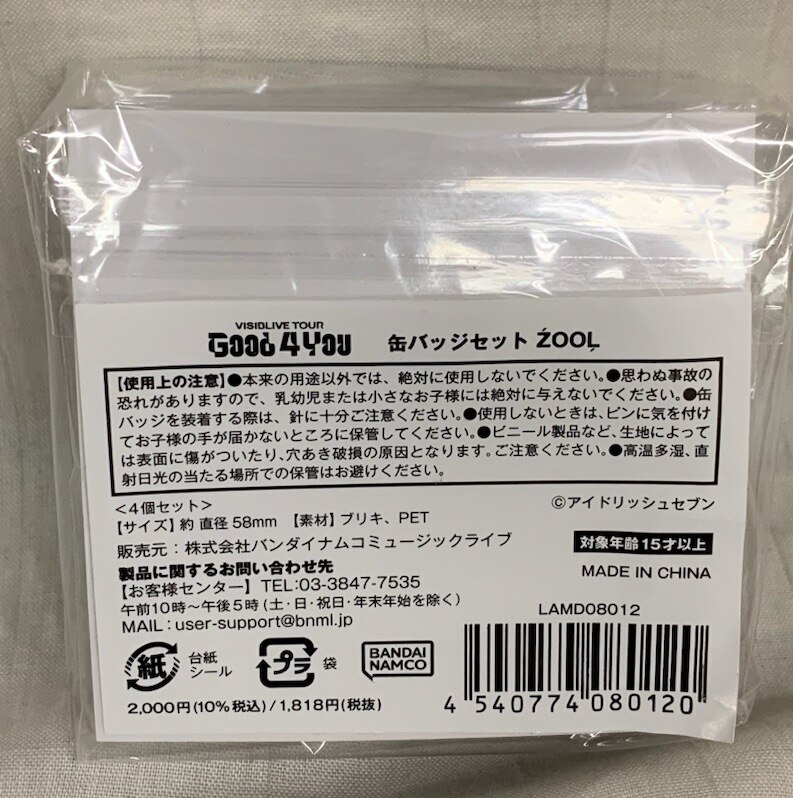 VISIBLIVE TOUR
GOOD 4 YOU 缶バッジセット ŹOOĻ
【使用上の注意】●本来の用途以外では、絶対に使用しないでください。●思わぬ事故の
恐れがありますので、乳幼児または小さなお子様には絶対に与えないでください。●缶
バッジを装着する際は、針に十分ご注意ください。●使用しないときは、ピンに気を付け
てお子様の手が届かないところに保管してください。●ビニール製品など、生地によって
は表面に傷がついたり、穴あき破損の原因となります。ご注意ください。●高温多湿、直
射日光の当たる場所での保管はお避けください。
<4個セット>
©アイドリッシュセブン
【サイズ】約 直径58mm 【素材】ブリキ、PET
販売元:株式会社バンダイナムコミュージックライブ
対象年齢15才以上
製品に関するお問い合わせ先
【お客様センター】TEL:03-3847-7535
MADE IN CHINA
午前10時~午後5時(土・日・祝日・年末年始を除く)
MAIL:user-support@bnml.jp
LAMD08012
紙 台紙
シール
プラ 袋
BANDAI
NAMCO
2,000円(10%税込)/1,818円(税抜)
4 540774 080120